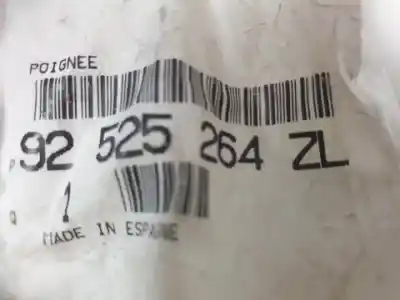 POIGNEE
P 92 525 264 ZL
Q 1
MADE IN ESPAGNE